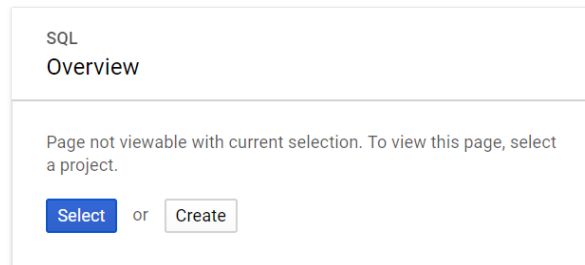 SQL
Overview
Page not viewable with current selection. To view this page, select
a project.
Select or Create